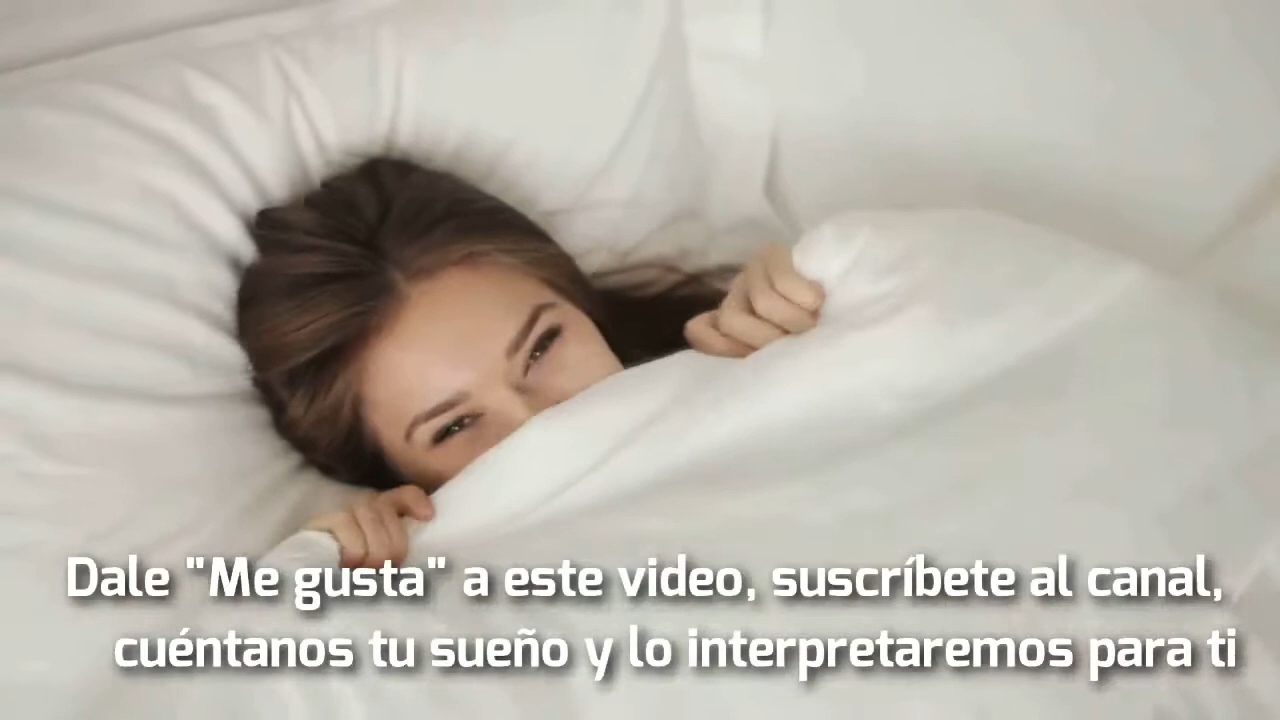 Dale "Me gusta" a este video, suscríbete al canal,
cuéntanos tu sueño y lo interpretaremos para ti